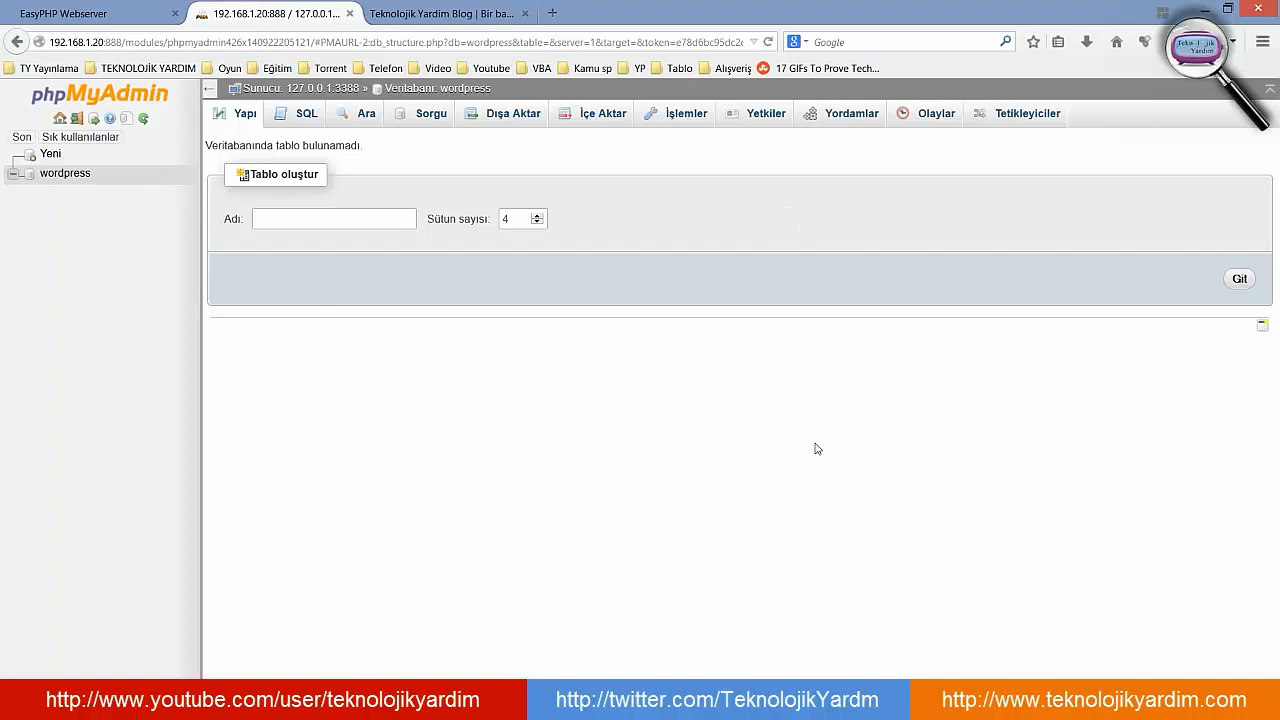 EasyPHP Webserver
192.168.1.20:888 / 127.0.0.1...
Teknolojik Yardim Blog | Bir ba...
192.168.1.20:888/modules/phpmyadmin426x140922205121/#PMAURL-2:db_structure.php?db=wordpress&table=&server=1&target=&token=e78d6bc95dc2e
Google
TY Yayınlama
TEKNOLOJİK YARDIM
Oyun
Eğitim
Torrent
Telefon
Video
Youtube
VBA
Kamu sp
YP
Tablo
Alışveriş
17 GIFs To Prove Tech...
phpMyAdmin
Son
Sık kullanılanlar
Yeni
wordpress
Sunucu: 127.0.0.1:3388 » Veritabanı: wordpress
Yapı
SQL
Ara
Sorgu
Dışa Aktar
İçe Aktar
İşlemler
Yetkiler
Yordamlar
Olaylar
Tetikleyiciler
Veritabanında tablo bulunamadı.
Tablo oluştur
Adı:
Sütun sayısı:
4
Git
http://www.youtube.com/user/teknolojikyardim
http://twitter.com/TeknolojikYardm
http://www.teknolojikyardim.com